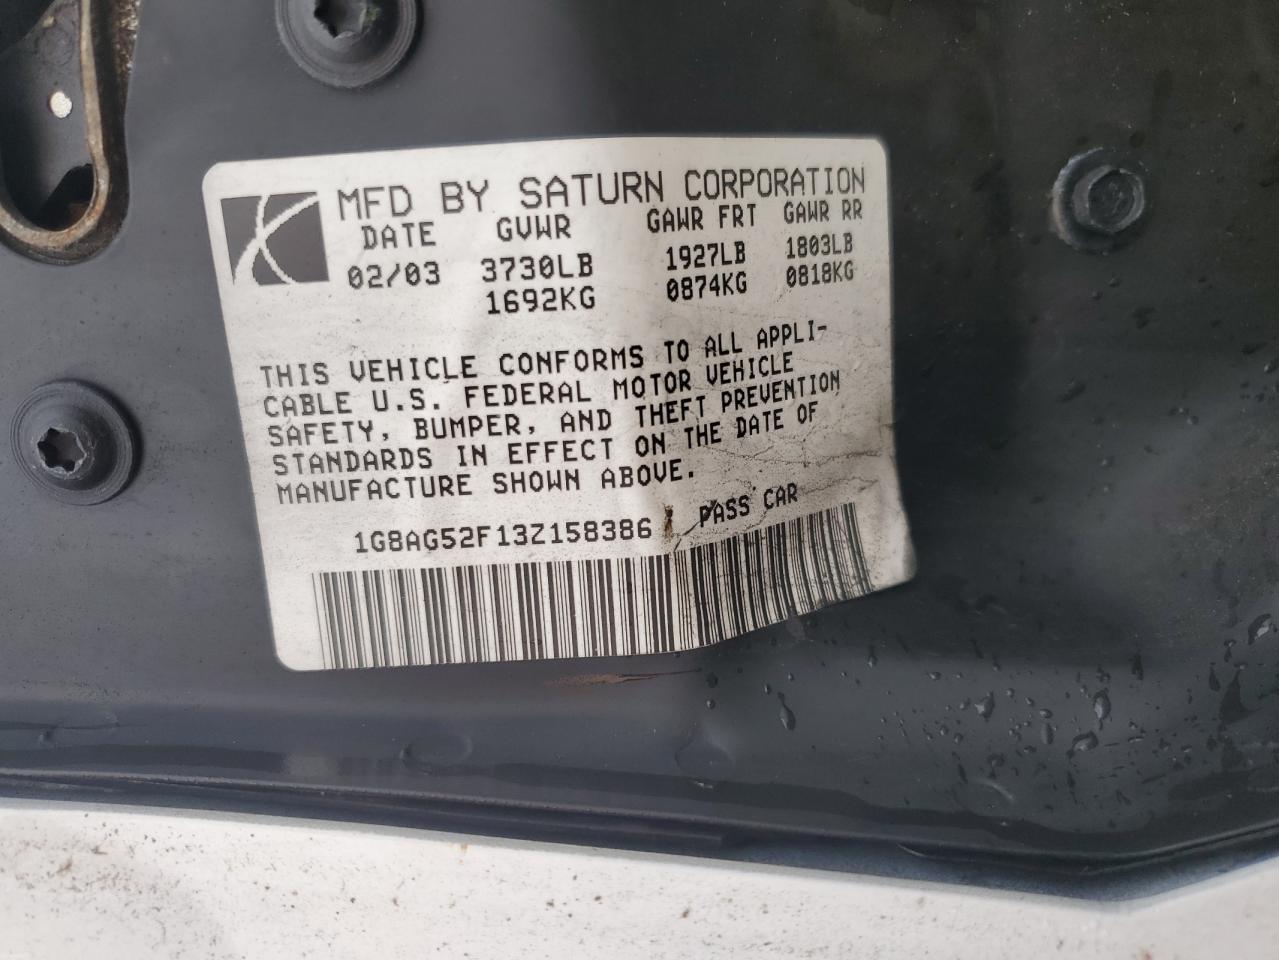 MFD BY SATURN CORPORATION
DATE GVWR GAWR FRT GAWR RR
02/03 3730LB 1927LB 1803LB
1692KG 0874KG 0818KG
THIS VEHICLE CONFORMS TO ALL APPLI-
CABLE U.S. FEDERAL MOTOR VEHICLE
SAFETY, BUMPER, AND THEFT PREVENTION
STANDARDS IN EFFECT ON THE DATE OF
MANUFACTURE SHOWN ABOVE.
1G8AG52F13Z158386 PASS CAR